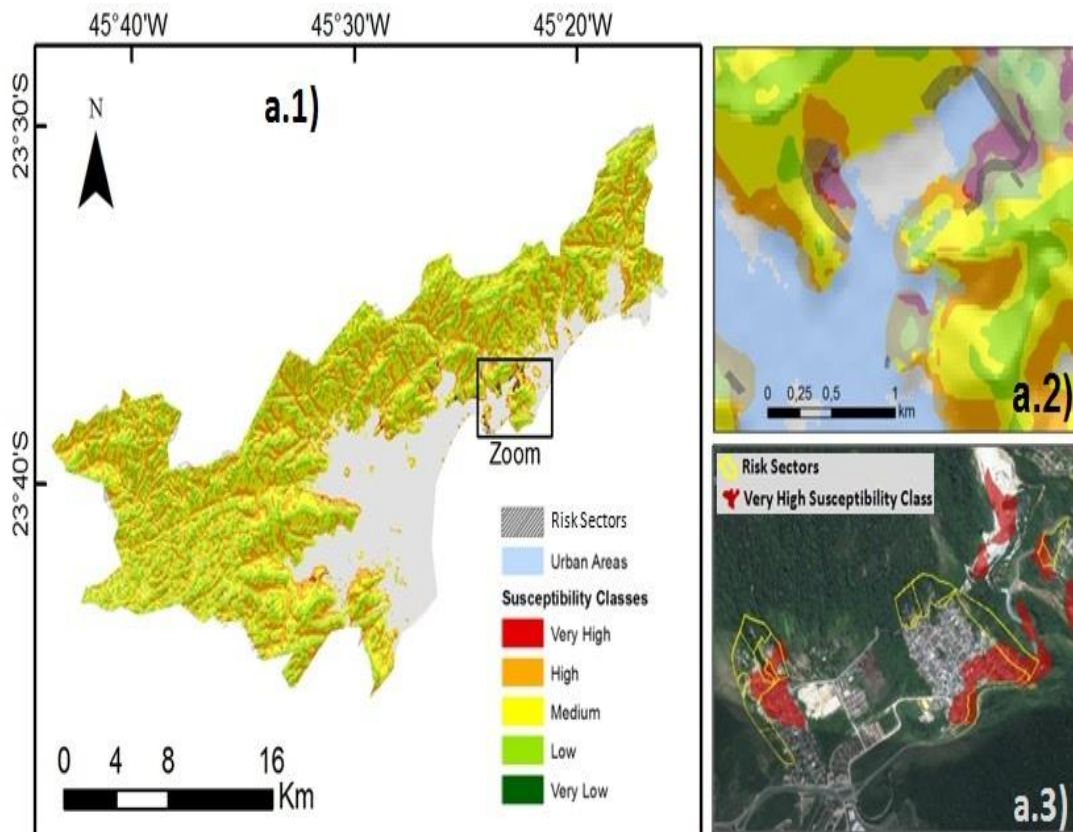 45°40'W 45°30'W 45°20'W
23°30'S
23°40'S
a.1)
N
Zoom
Risk Sectors
Urban Areas
Susceptibility Classes
Very High
High
Medium
Low
Very Low
0 4 8 16
Km
0 0,25 0,5 1
km
a.2)
Risk Sectors
Very High Susceptibility Class
a.3)